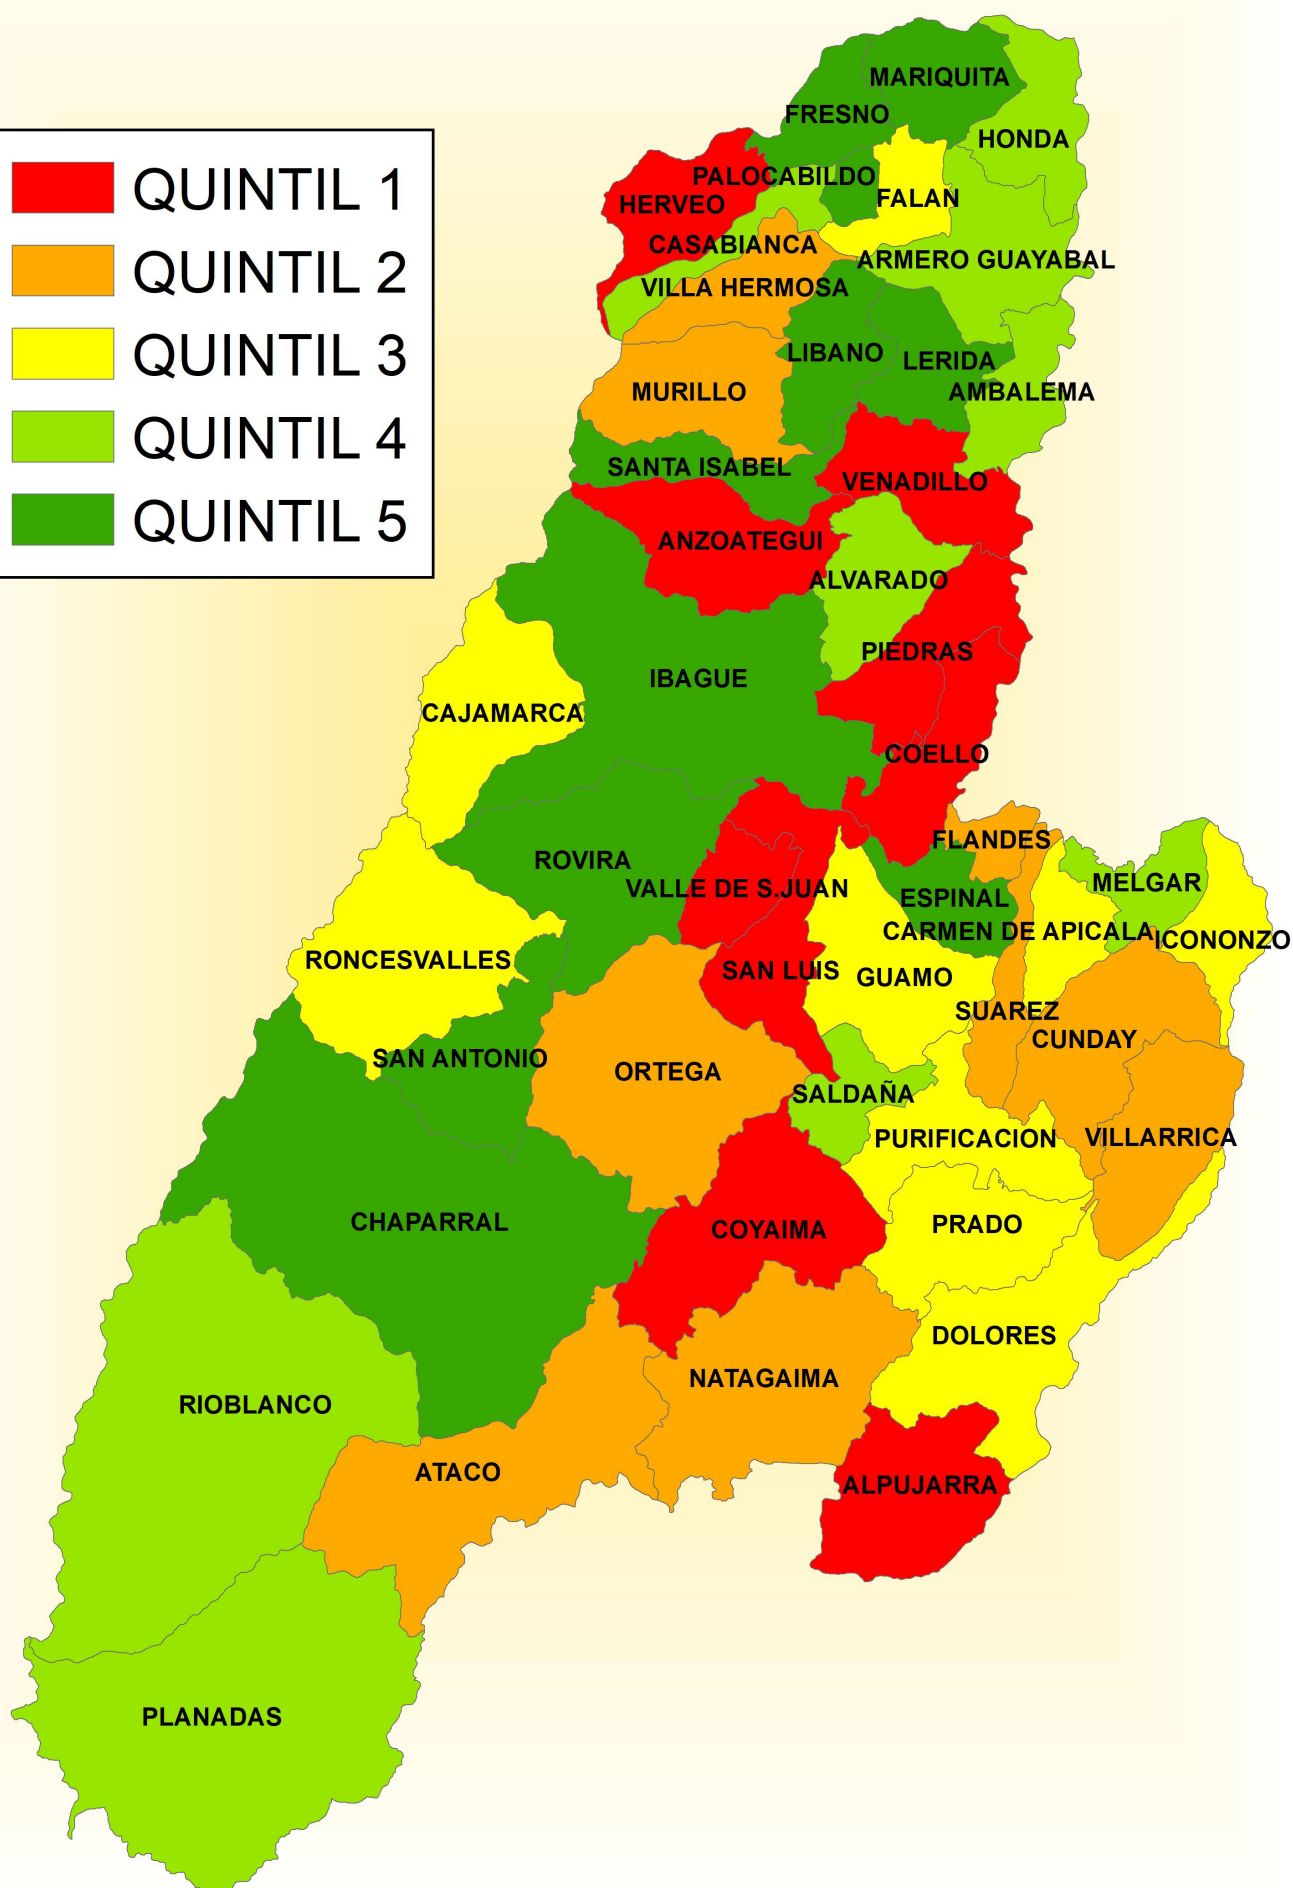 QUINTIL 1
QUINTIL 2
QUINTIL 3
QUINTIL 4
QUINTIL 5
MARIQUITA
FRESNO
HONDA
PALOCABILDO
FALAN
HERVEO
CASABIANCA
ARMERO GUAYABAL
VILLA HERMOSA
LIBANO
LERIDA
MURILLO
AMBALEMA
SANTA ISABEL
VENADILLO
ANZOATEGUI
ALVARADO
PIEDRAS
IBAGUE
CAJAMARCA
COELLO
FLANDES
ROVIRA
MELGAR
VALLE DE S.JUAN
ESPINAL
CARMEN DE APICALA
ICONONZO
RONCESVALLES
SAN LUIS
GUAMO
SUAREZ
CUNDAY
SAN ANTONIO
ORTEGA
SALDAÑA
PURIFICACION
VILLARRICA
CHAPARRAL
COYAIMA
PRADO
DOLORES
NATAGAIMA
RIOBLANCO
ATACO
ALPUJARRA
PLANADAS